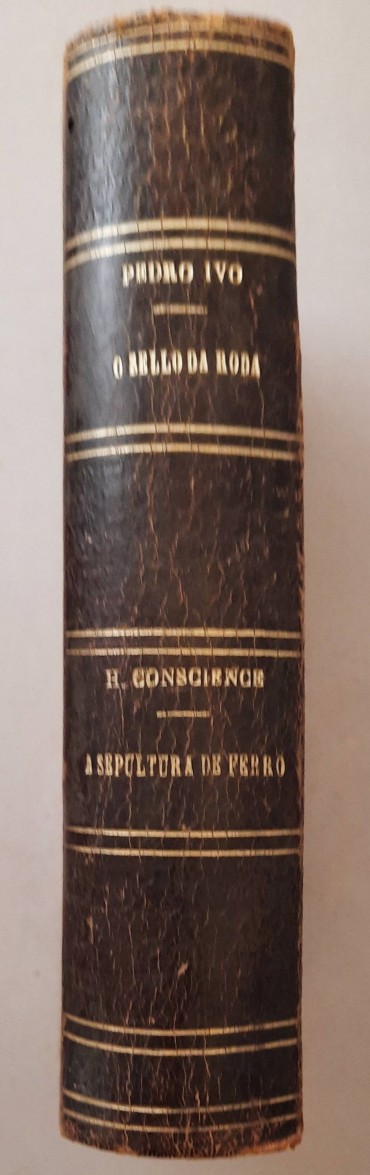 PEDRO IVO
O SELLO DA RODA
H. CONSCIENCE
A SEPULTURA DE FERRO